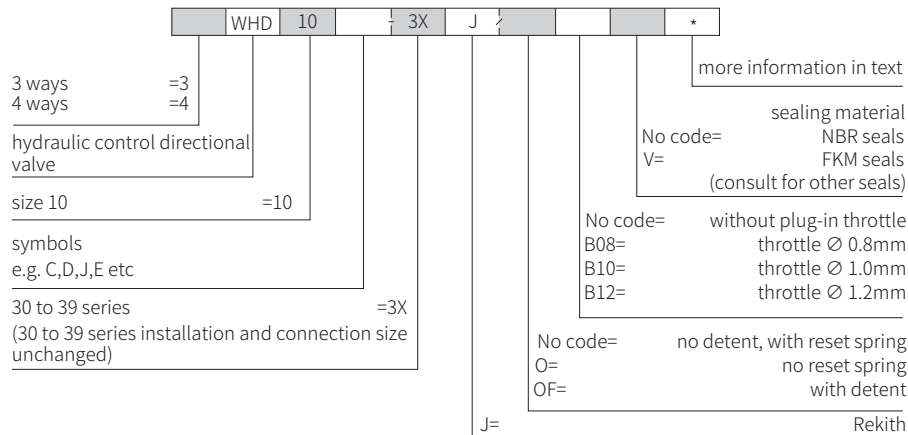 WHD 10 - 3X J / *
more information in text
3 ways =3
4 ways =4
sealing material
No code= NBR seals
V= FKM seals
(consult for other seals)
hydraulic control directional
valve
size 10 =10
No code= without plug-in throttle
B08= throttle Ø 0.8mm
B10= throttle Ø 1.0mm
B12= throttle Ø 1.2mm
symbols
e.g. C,D,J,E etc
30 to 39 series =3X
(30 to 39 series installation and connection size
unchanged)
No code= no detent, with reset spring
O= no reset spring
OF= with detent
J= Rekith